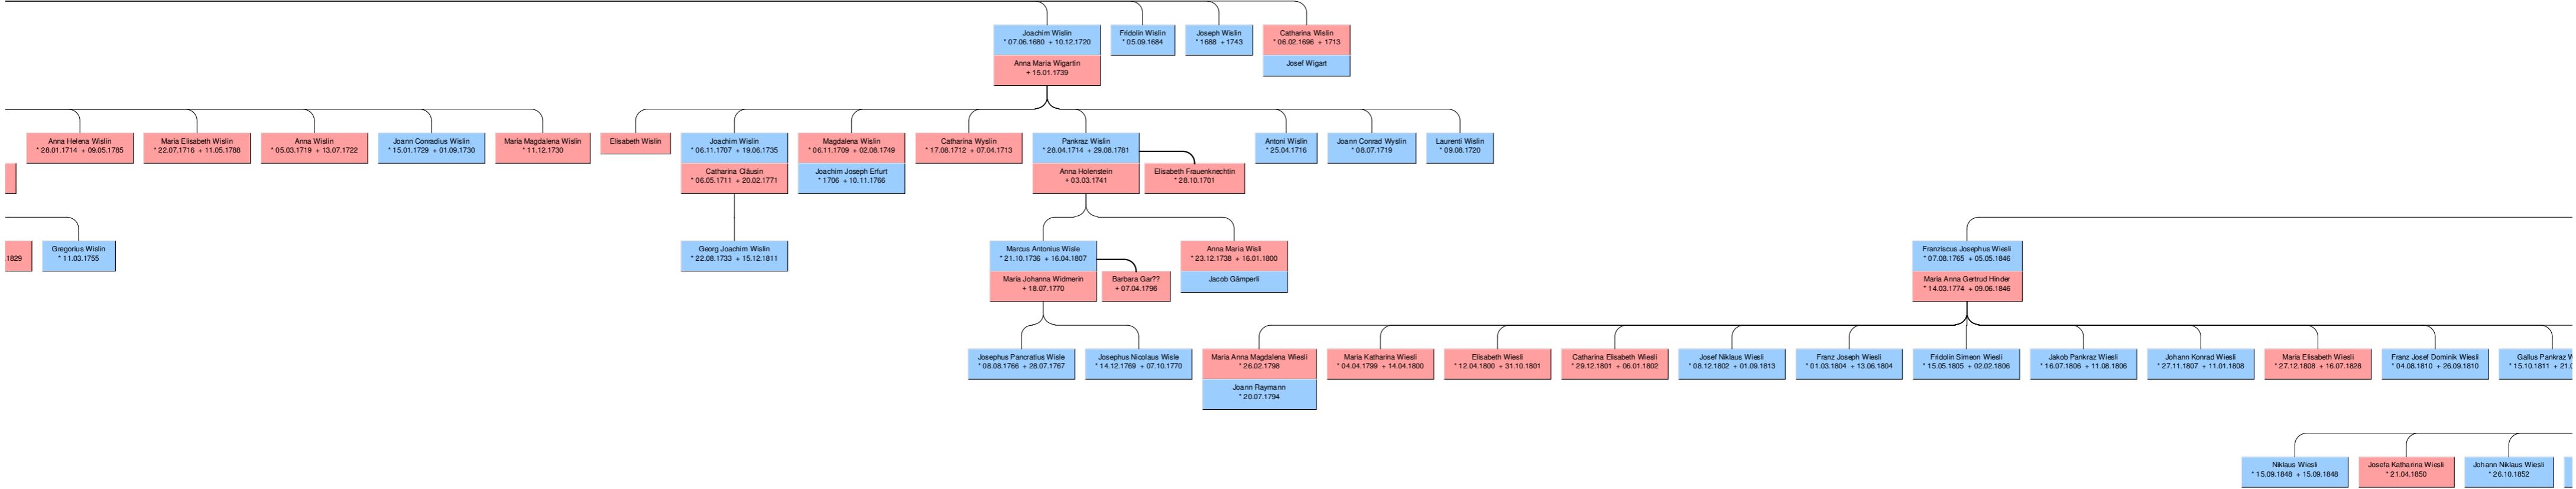 Joachim Wislin
* 07.06.1680 + 10.12.1720
Anna Maria Wigartin
+ 15.01.1739
Fridolin Wislin
* 05.09.1684
Joseph Wislin
* 1688 + 1743
Catharina Wislin
* 06.02.1696 + 1713
Josef Wigart
Anna Helena Wislin
* 28.01.1714 + 09.05.1785
Maria Elisabeth Wislin
* 22.07.1716 + 11.05.1788
Anna Wislin
* 05.03.1719 + 13.07.1722
Joann Conradius Wislin
* 15.01.1729 + 01.09.1730
Maria Magdalena Wislin
* 11.12.1730
Elisabeth Wislin
Joachim Wislin
* 06.11.1707 + 19.06.1735
Catharina Cläusin
* 06.05.1711 + 20.02.1771
Magdalena Wislin
* 06.11.1709 + 02.08.1749
Joachim Joseph Erfurt
* 1706 + 10.11.1766
Catharina Wyslin
* 17.08.1712 + 07.04.1713
Pankraz Wislin
* 28.04.1714 + 29.08.1781
Anna Holenstein
+ 03.03.1741
Elisabeth Frauenknechtin
* 28.10.1701
Antoni Wislin
* 25.04.1716
Joann Conrad Wyslin
* 08.07.1719
Laurenti Wislin
* 09.08.1720
1829
Gregorius Wislin
* 11.03.1755
Georg Joachim Wislin
* 22.08.1733 + 15.12.1811
Marcus Antonius Wisle
* 21.10.1736 + 16.04.1807
Maria Johanna Widmerin
+ 18.07.1770
Barbara Gar??
+ 07.04.1796
Anna Maria Wisli
* 23.12.1738 + 16.01.1800
Jacob Gämperli
Franziscus Josephus Wiesli
* 07.08.1765 + 05.05.1846
Maria Anna Gertrud Hinder
* 14.03.1774 + 09.06.1846
Josephus Pancratius Wisle
* 08.08.1766 + 28.07.1767
Josephus Nicolaus Wisle
* 14.12.1769 + 07.10.1770
Maria Anna Magdalena Wiesli
* 26.02.1798
Joann Raymann
* 20.07.1794
Maria Katharina Wiesli
* 04.04.1799 + 14.04.1800
Elisabeth Wiesli
* 12.04.1800 + 31.10.1801
Catharina Elisabeth Wiesli
* 29.12.1801 + 06.01.1802
Josef Niklaus Wiesli
* 08.12.1802 + 01.09.1813
Franz Joseph Wiesli
* 01.03.1804 + 13.06.1804
Fridolin Simeon Wiesli
* 15.05.1805 + 02.02.1806
Jakob Pankraz Wiesli
* 16.07.1806 + 11.08.1806
Johann Konrad Wiesli
* 27.11.1807 + 11.01.1808
Maria Elisabeth Wiesli
* 27.12.1808 + 16.07.1828
Franz Josef Dominik Wiesli
* 04.08.1810 + 26.09.1810
Gallus Pankraz W
* 15.10.1811 + 21.0
Niklaus Wiesli
* 15.09.1848 + 15.09.1848
Josefa Katharina Wiesli
* 21.04.1850
Johann Niklaus Wiesli
* 26.10.1852